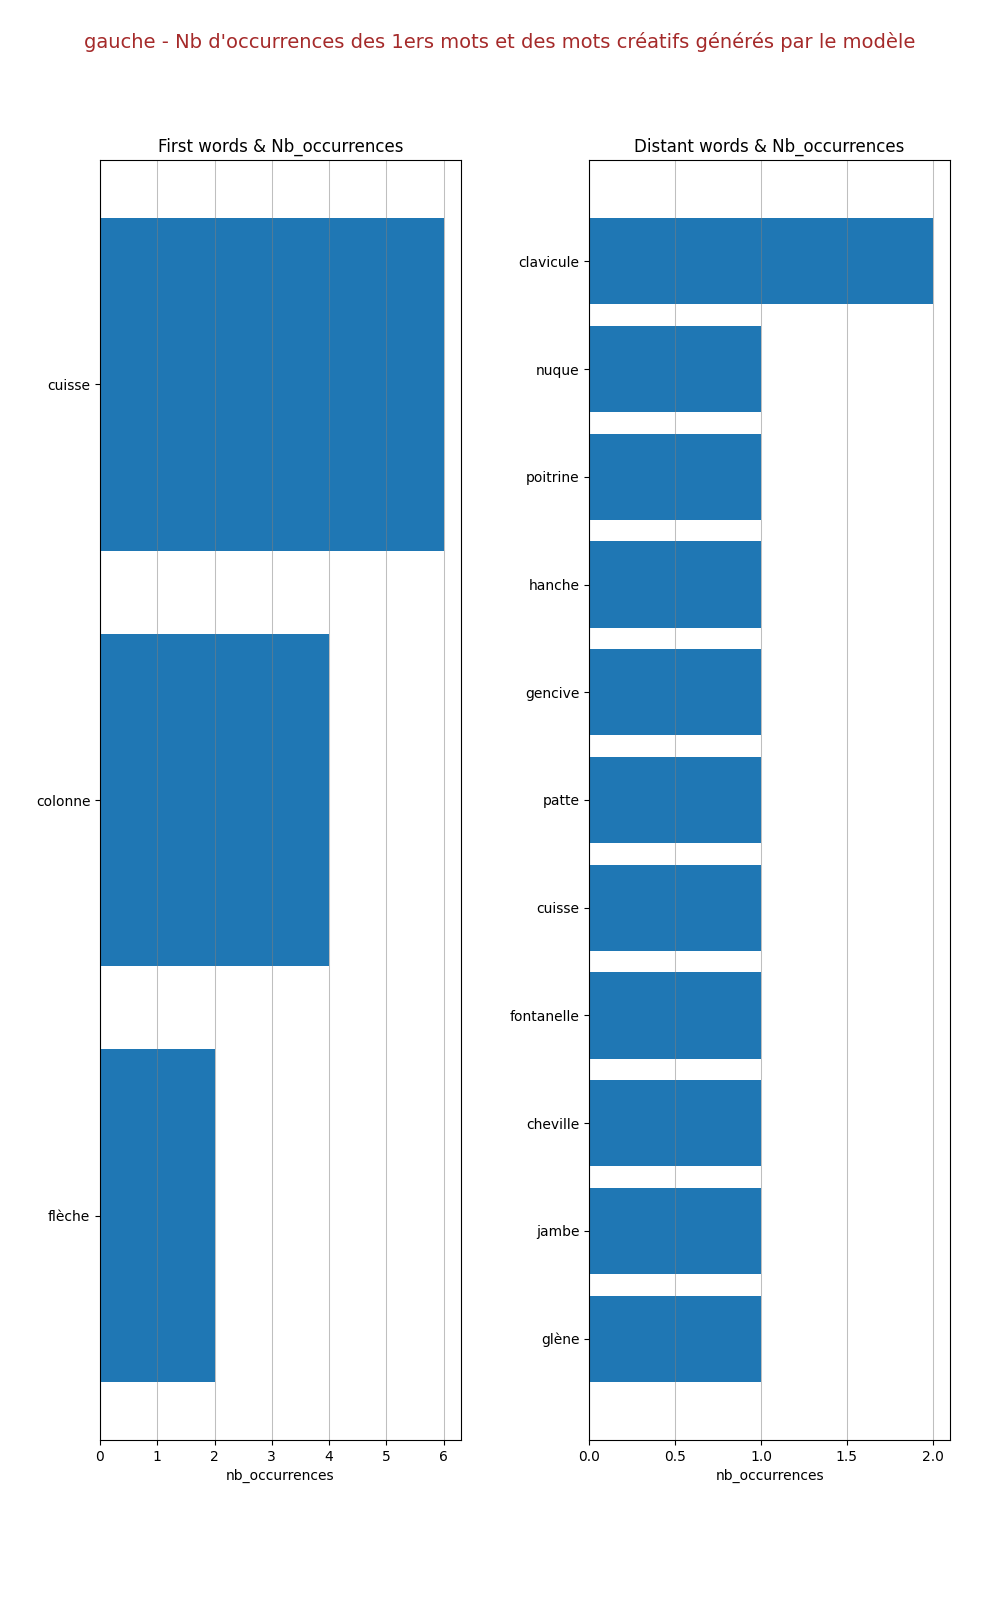 gauche - Nb d'occurrences des 1ers mots et des mots créatifs générés par le modèle
First words & Nb_occurrences
cuisse
colonne
flèche
0 1 2 3 4 5 6
nb_occurrences
Distant words & Nb_occurrences
clavicule
nuque
poitrine
hanche
gencive
patte
cuisse
fontanelle
cheville
jambe
glène
0.0 0.5 1.0 1.5 2.0
nb_occurrences